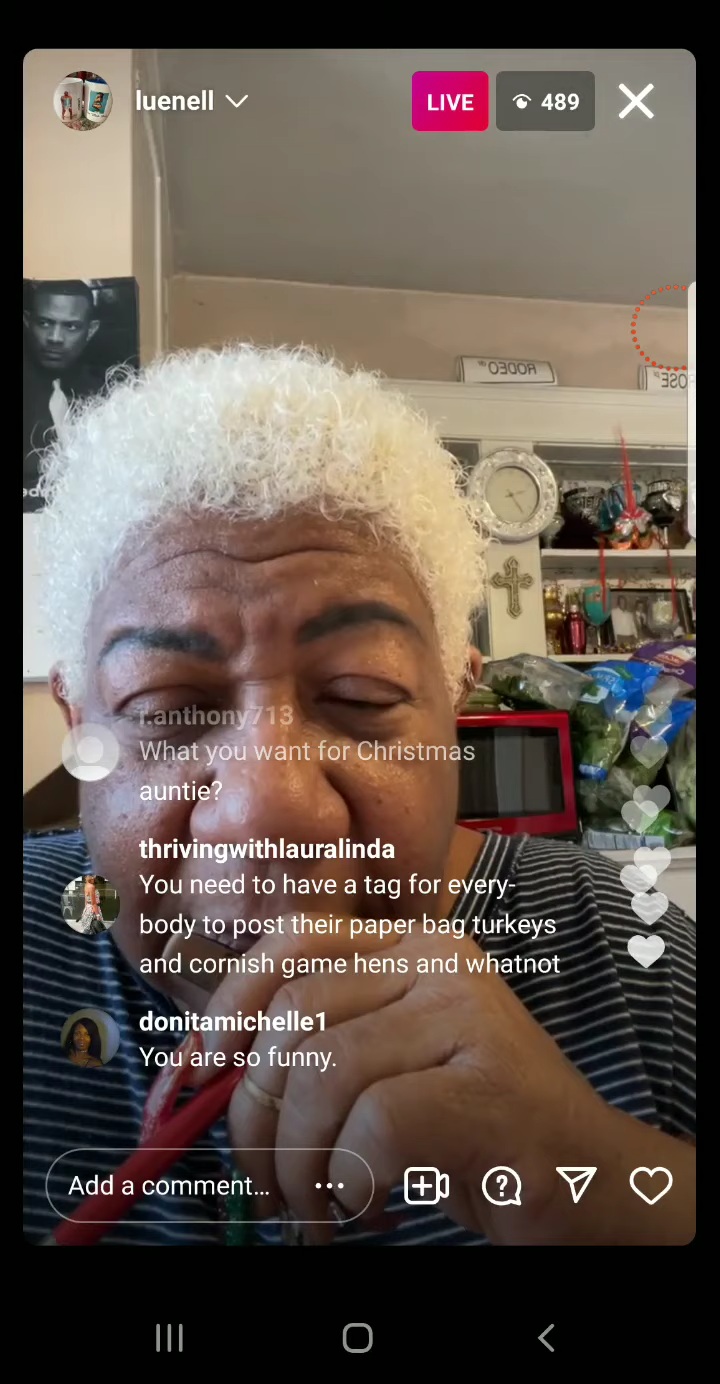 luenell
LIVE
489
RODEO
ROSE
r.anthony713
What you want for Christmas
auntie?
thrivingwithlauralinda
You need to have a tag for every-
body to post their paper bag turkeys
and cornish game hens and whatnot
donitamichelle1
You are so funny.
Add a comment...